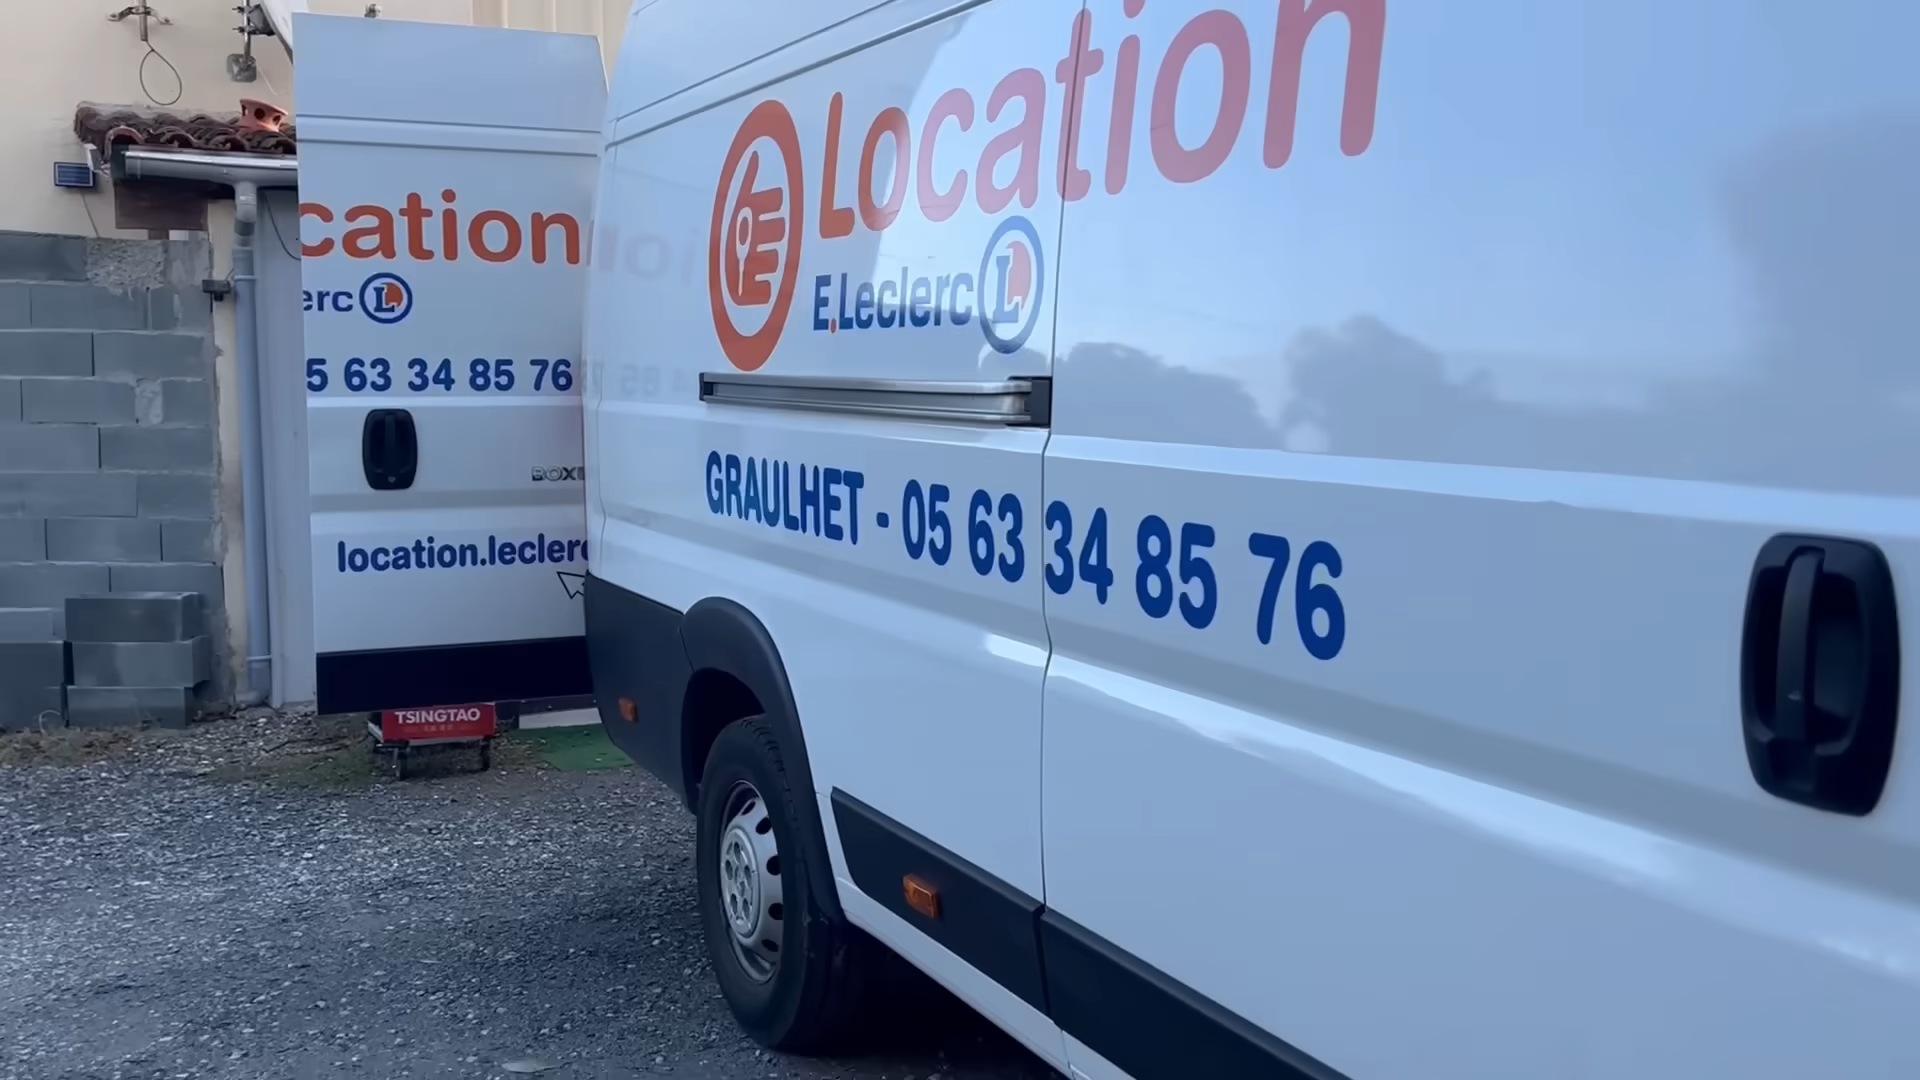 cation
erc L
5 63 34 85 76
location.leclerc
TSINGTAO
Location
E.Leclerc L
GRAULHET - 05 63 34 85 76